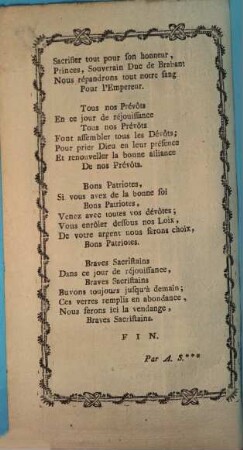 Sacrifier tout pour son honneur,
Princes, Souverain Duc de Brabant
Nous répandrons tout notre sang
Pour l'Empereur.
Tous nos Prévôts
En ce jour de réjouissance
Tous nos Prévôts
Font assembler tous les Dévôts;
Pour prier Dieu en leur présence
Et renouveller la bonne alliance
De nos Prévôts.
Bons Patriotes,
Si vous avez de la bonne foi
Bons Patriotes,
Venez avec toutes vos dévôtes;
Vous enrôler dessous nos Loix,
De votre argent nous ferons choix,
Bons Patriotes.
Braves Sacristains
Dans ce jour de réjouissance,
Braves Sacristains
Buvons toujours jusqu'à demain;
Ces verres remplis en abondance,
Nous ferons ici la vendange,
Braves Sacristains.
FIN.
Par A. S.***